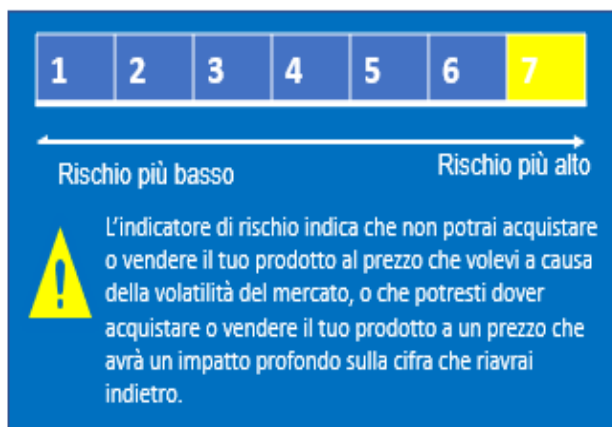 1 2 3 4 5 6 7
Rischio più basso Rischio più alto
L'indicatore di rischio indica che non potrai acquistare
o vendere il tuo prodotto al prezzo che volevi a causa
della volatilità del mercato, o che potresti dover
acquistare o vendere il tuo prodotto a un prezzo che
avrà un impatto profondo sulla cifra che riavrai
indietro.